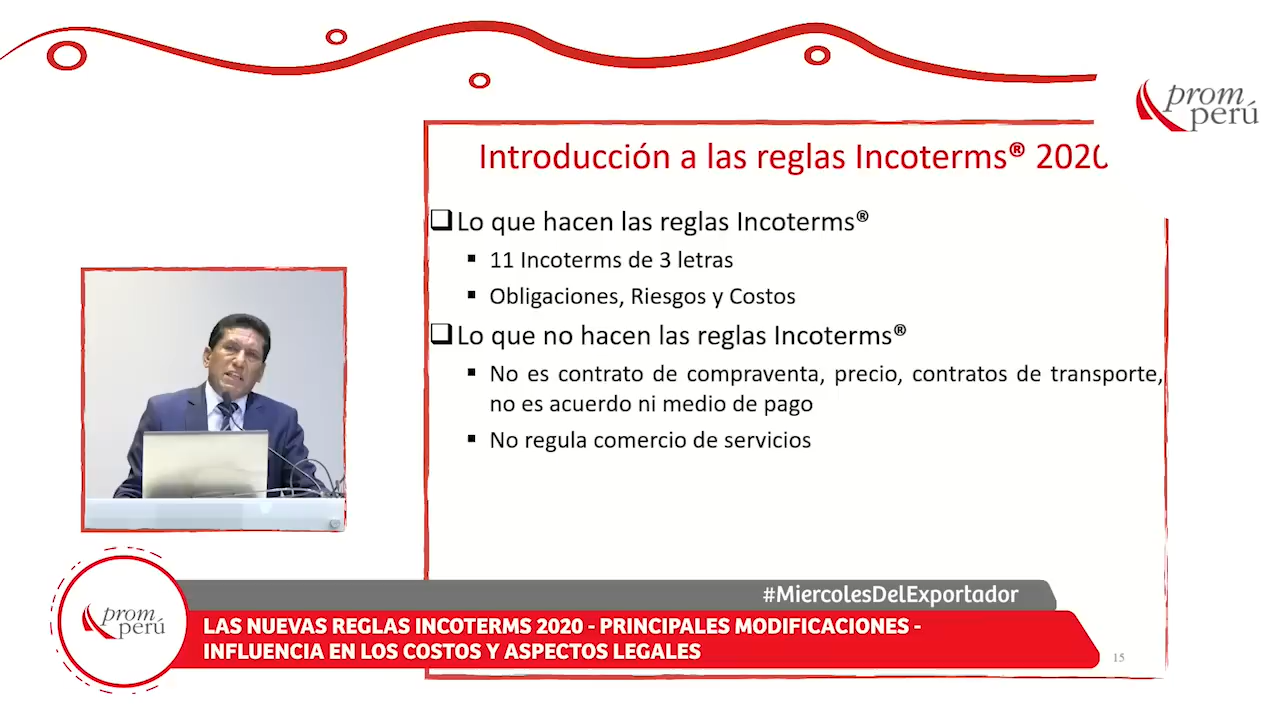 prom
perú
Introducción a las reglas Incoterms® 2020
Lo que hacen las reglas Incoterms®
11 Incoterms de 3 letras
Obligaciones, Riesgos y Costos
Lo que no hacen las reglas Incoterms®
No es contrato de compraventa, precio, contratos de transporte,
no es acuerdo ni medio de pago
No regula comercio de servicios
#MiercolesDelExportador
prom
perú
LAS NUEVAS REGLAS INCOTERMS 2020 - PRINCIPALES MODIFICACIONES -
INFLUENCIA EN LOS COSTOS Y ASPECTOS LEGALES
15